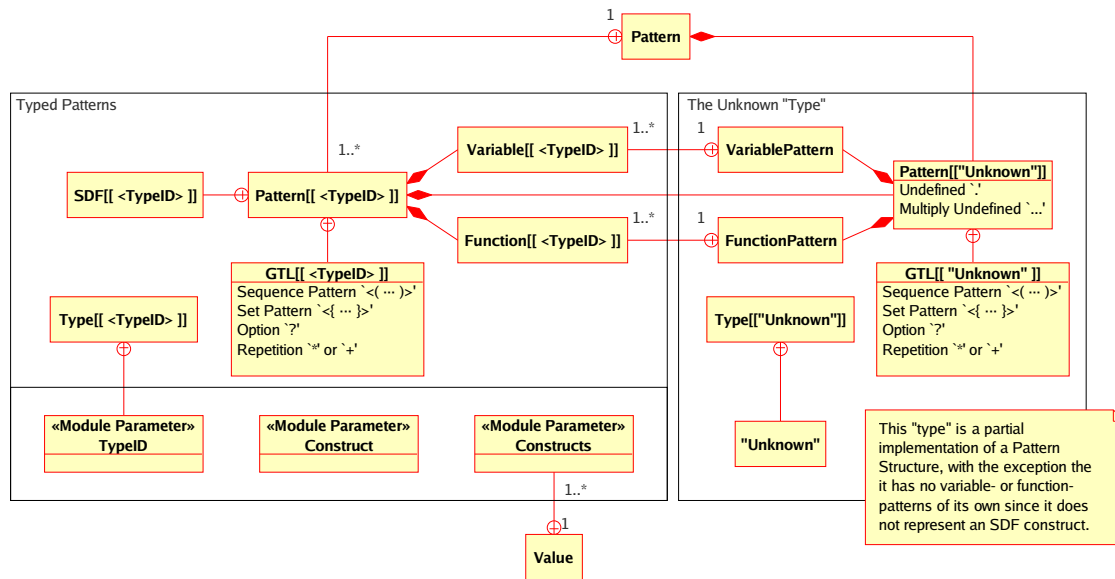 1
Pattern
Typed Patterns
The Unknown "Type"
1..*
1..*
1
Variable[[ <TypeID> ]]
VariablePattern
SDF[[ <TypeID> ]]
Pattern[[ <TypeID> ]]
Pattern[["Unknown"]]
Undefined `.'
Multiply Undefined `...'
1..*
1
Function[[ <TypeID> ]]
FunctionPattern
GTL[[ <TypeID> ]]
Sequence Pattern `<( ··· )>'
Set Pattern `<{ ··· }>'
Option `?'
Repetition `*' or `+'
GTL[[ "Unknown" ]]
Sequence Pattern `<( ··· )>'
Set Pattern `<{ ··· }>'
Option `?'
Repetition `*' or `+'
Type[[ <TypeID> ]]
Type[["Unknown"]]
«Module Parameter»
TypeID
«Module Parameter»
Construct
«Module Parameter»
Constructs
"Unknown"
This "type" is a partial
implementation of a Pattern
Structure, with the exception the
it has no variable- or function-
patterns of its own since it does
not represent an SDF construct.
1..*
1
Value